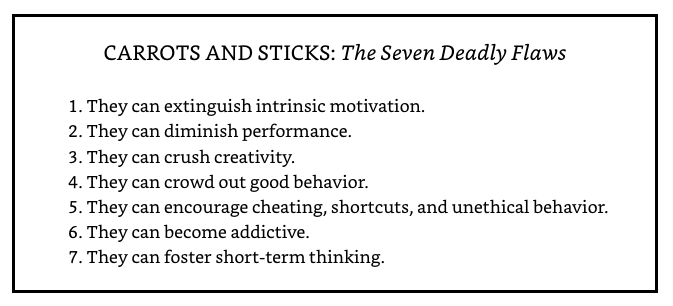 CARROTS AND STICKS: The Seven Deadly Flaws
1. They can extinguish intrinsic motivation.
2. They can diminish performance.
3. They can crush creativity.
4. They can crowd out good behavior.
5. They can encourage cheating, shortcuts, and unethical behavior.
6. They can become addictive.
7. They can foster short-term thinking.